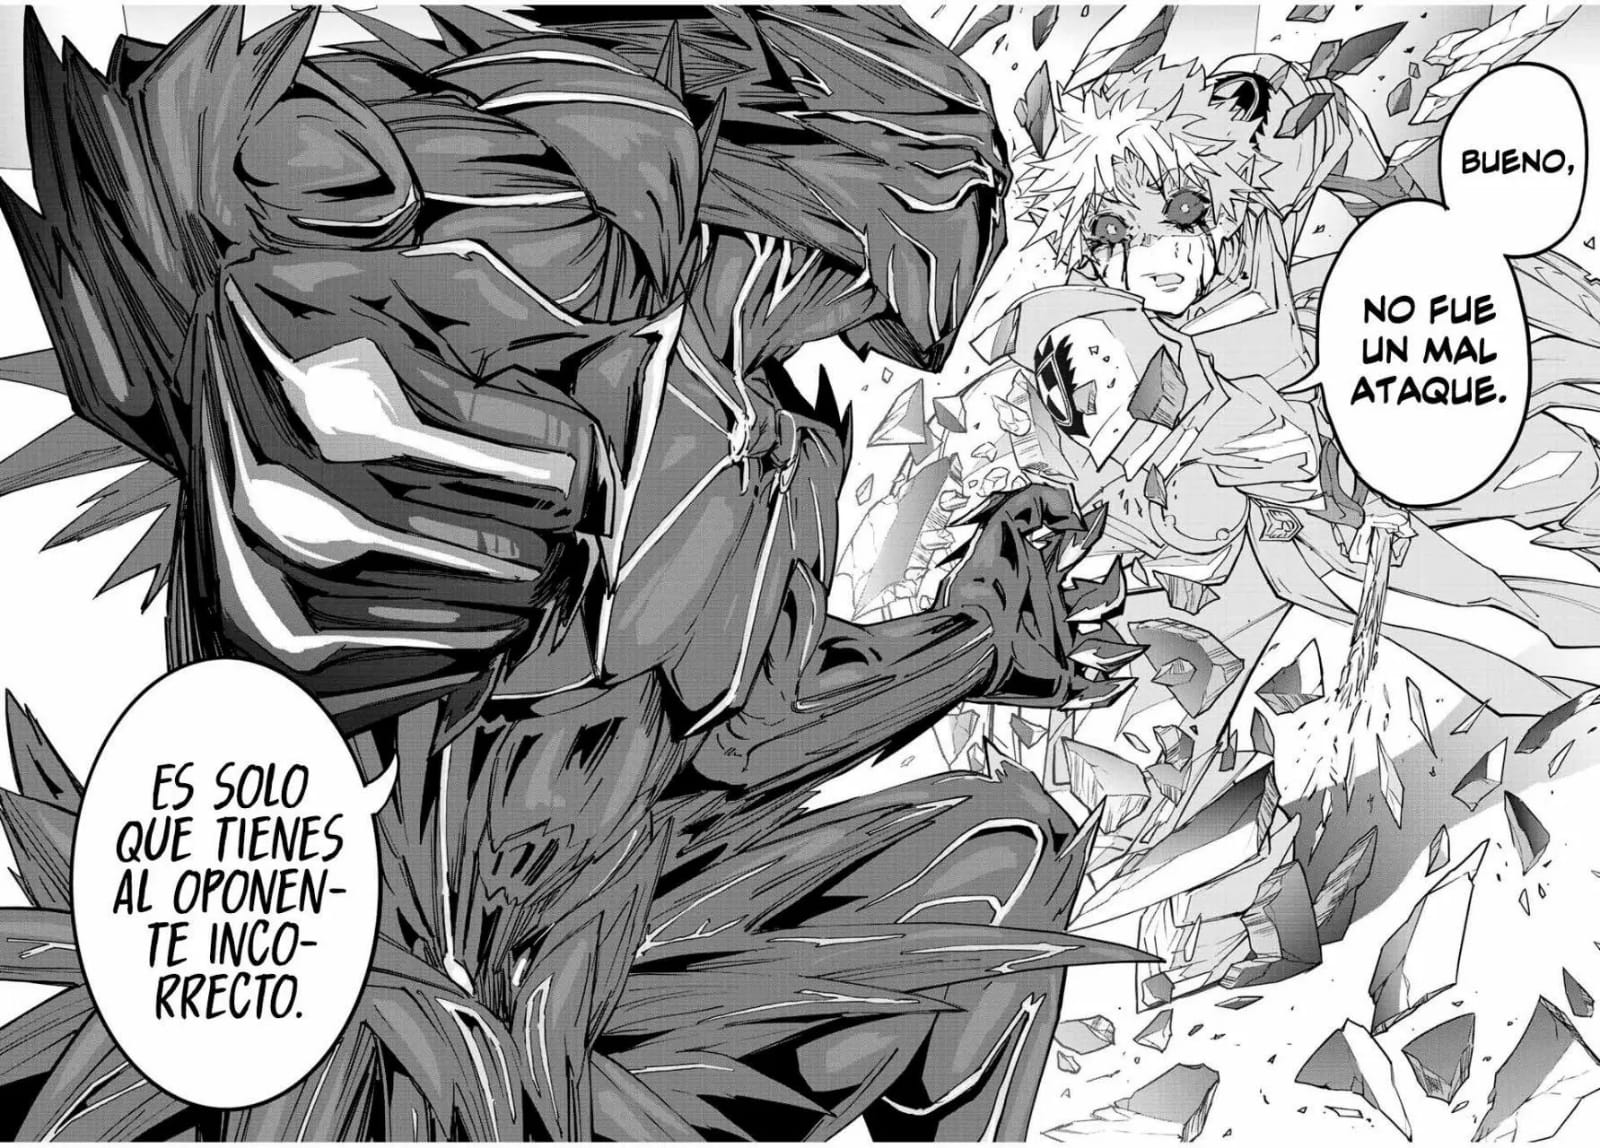 BUENO,
NO FUE
UN MAL
ATAQUE.
ES SOLO
QUE TIENES
AL OPONEN-
TE INCO-
RRECTO.